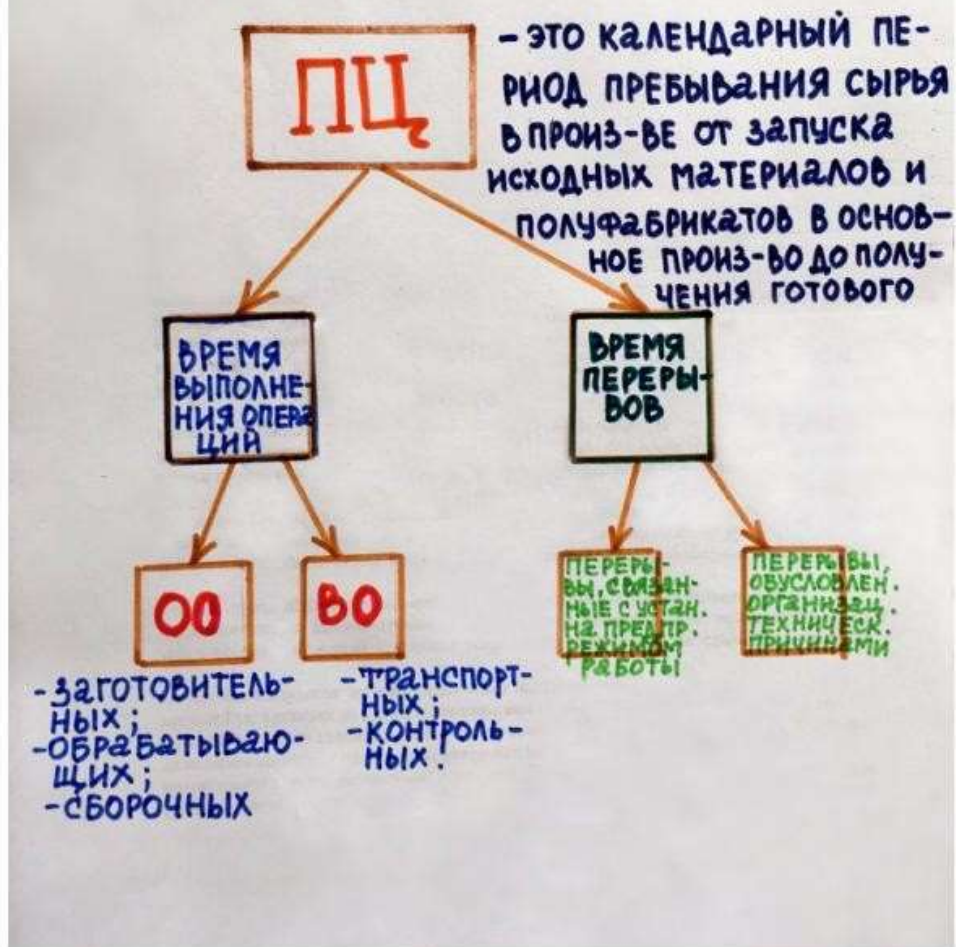 ПЦ
- ЭТО КАЛЕНДАРНЫЙ ПЕ-
РИОД ПРЕБЫВАНИЯ СЫРЬЯ
В ПРОИЗ-ВЕ ОТ ЗАПУСКА
ИСХОДНЫХ МАТЕРИАЛОВ И
ПОЛУФАБРИКАТОВ В ОСНОВ-
НОЕ ПРОИЗ-ВО ДО ПОЛУ-
ЧЕНИЯ ГОТОВОГО
ВРЕМЯ
ВЫПОЛНЕ-
НИЯ ОПЕРА
ЦИЙ
ВРЕМЯ
ПЕРЕРЫ-
ВОВ
ОО
ВО
ПЕРЕРЫ-
ВЫ, СВЯЗАН-
НЫЕ С УСТАН.
НА ПРЕДПР.
РЕЖИМОМ
РАБОТЫ
ПЕРЕРЫВЫ,
ОБУСЛОВЛЕН.
ОРГАНИЗАЦ.
ТЕХНИЧЕСК.
ПРИЧИНАМИ
- ЗАГОТОВИТЕЛЬ-
НЫХ;
- ОБРАБАТЫВАЮ-
ЩИХ;
- СБОРОЧНЫХ
- ТРАНСПОРТ-
НЫХ;
- КОНТРОЛЬ-
НЫХ.